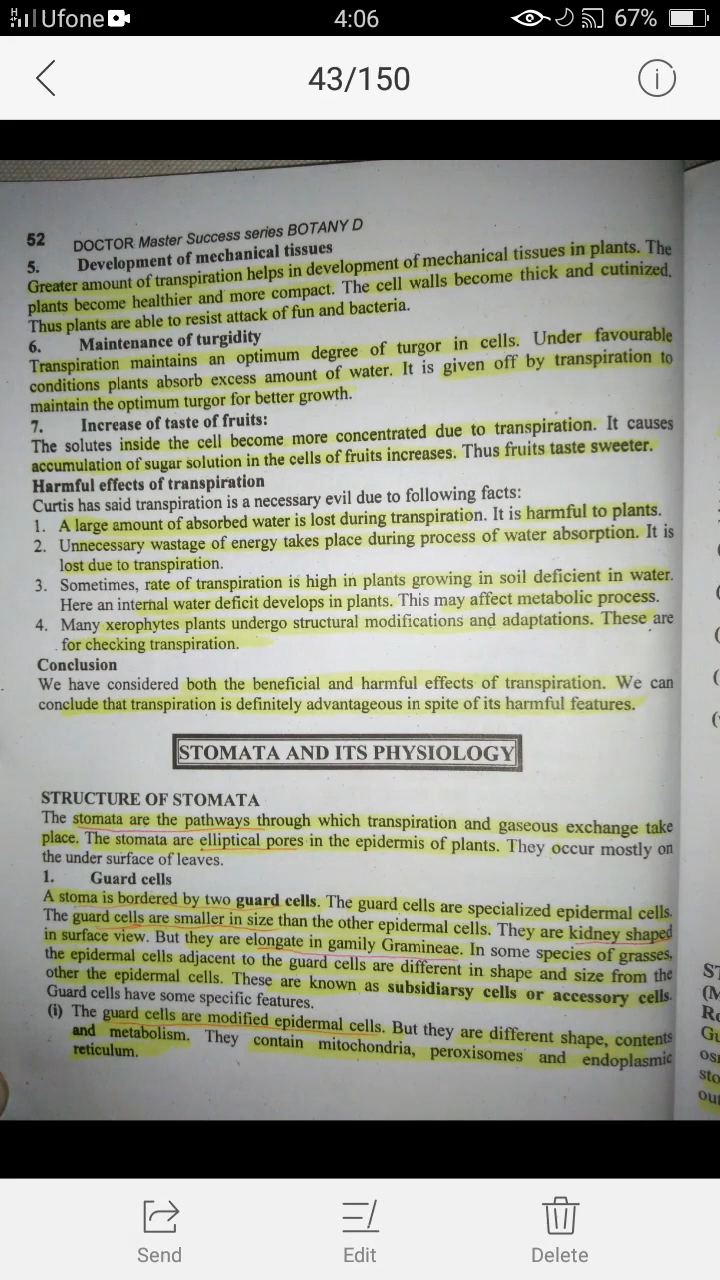 Ufone
4:06
67%
43/150
52 DOCTOR Master Success series BOTANY D
5. Development of mechanical tissues
Greater amount of transpiration helps in development of mechanical tissues in plants. The
plants become healthier and more compact. The cell walls become thick and cutinized.
Thus plants are able to resist attack of fun and bacteria.
6. Maintenance of turgidity
Transpiration maintains an optimum degree of turgor in cells. Under favourable
conditions plants absorb excess amount of water. It is given off by transpiration to
maintain the optimum turgor for better growth.
7. Increase of taste of fruits:
The solutes inside the cell become more concentrated due to transpiration. It causes
accumulation of sugar solution in the cells of fruits increases. Thus fruits taste sweeter.
Harmful effects of transpiration
Curtis has said transpiration is a necessary evil due to following facts:
1. A large amount of absorbed water is lost during transpiration. It is harmful to plants.
2. Unnecessary wastage of energy takes place during process of water absorption. It is
lost due to transpiration.
3. Sometimes, rate of transpiration is high in plants growing in soil deficient in water.
Here an internal water deficit develops in plants. This may affect metabolic process.
4. Many xerophytes plants undergo structural modifications and adaptations. These are
for checking transpiration.
Conclusion
We have considered both the beneficial and harmful effects of transpiration. We can
conclude that transpiration is definitely advantageous in spite of its harmful features.
STOMATA AND ITS PHYSIOLOGY
STRUCTURE OF STOMATA
The stomata are the pathways through which transpiration and gaseous exchange take
place. The stomata are elliptical pores in the epidermis of plants. They occur mostly on
the under surface of leaves.
1. Guard cells
A stoma is bordered by two guard cells. The guard cells are specialized epidermal cells.
The guard cells are smaller in size than the other epidermal cells. They are kidney shaped
in surface view. But they are elongate in gamily Gramineae. In some species of grasses,
the epidermal cells adjacent to the guard cells are different in shape and size from the
other the epidermal cells. These are known as subsidiarsy cells or accessory cells.
Guard cells have some specific features.
(i) The guard cells are modified epidermal cells. But they are different shape, contents
and metabolism. They contain mitochondria, peroxisomes and endoplasmic
reticulum.
Send
Edit
Delete